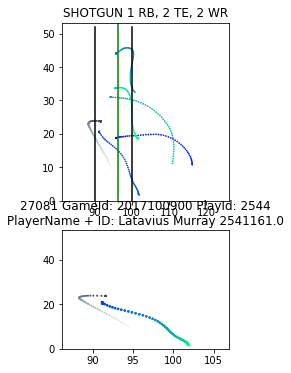 SHOTGUN 1 RB, 2 TE, 2 WR
50
40
30
20
10
0
90 100 110 120
27081 GameId: 2017100900 PlayId: 2544
PlayerName + ID: Latavius Murray 2541161.0
40
20
0
90 95 100 105